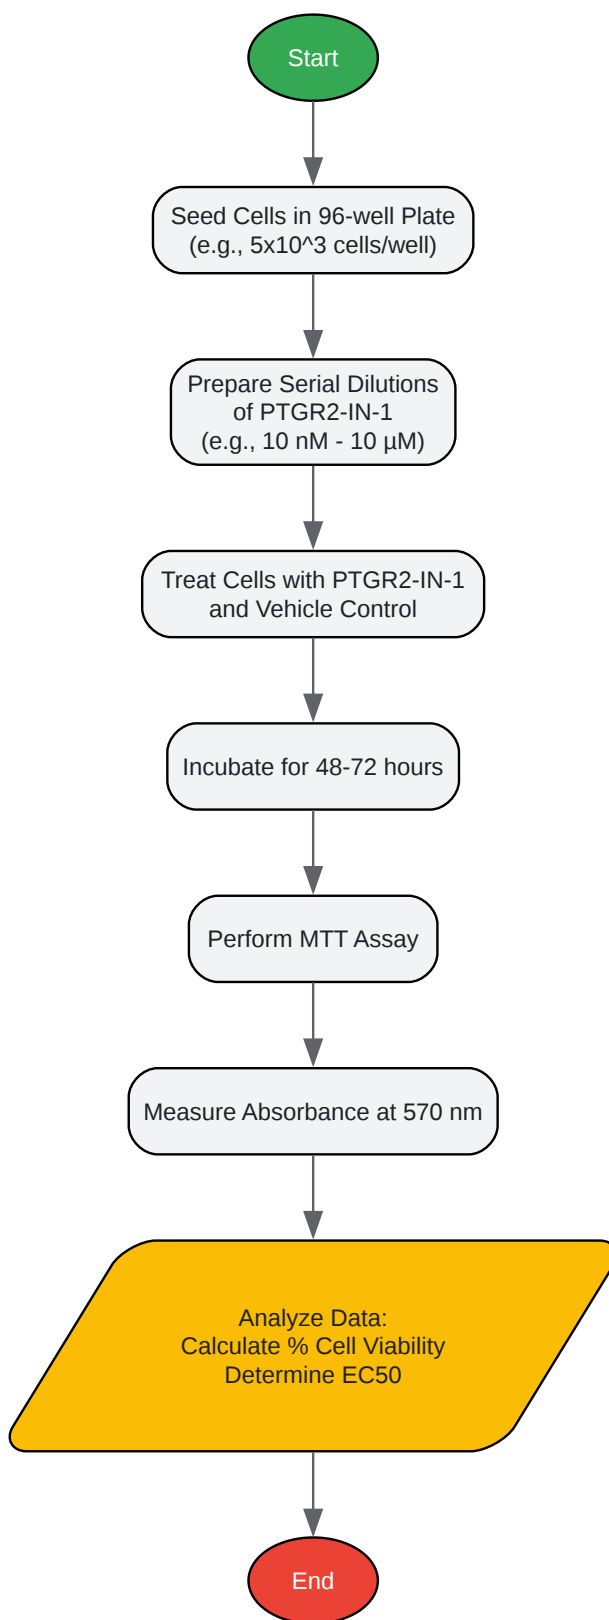 Start
Seed Cells in 96-well Plate
(e.g., 5x10^3 cells/well)
Prepare Serial Dilutions
of PTGR2-IN-1
(e.g., 10 nM - 10 µM)
Treat Cells with PTGR2-IN-1
and Vehicle Control
Incubate for 48-72 hours
Perform MTT Assay
Measure Absorbance at 570 nm
Analyze Data:
Calculate % Cell Viability
Determine EC50
End